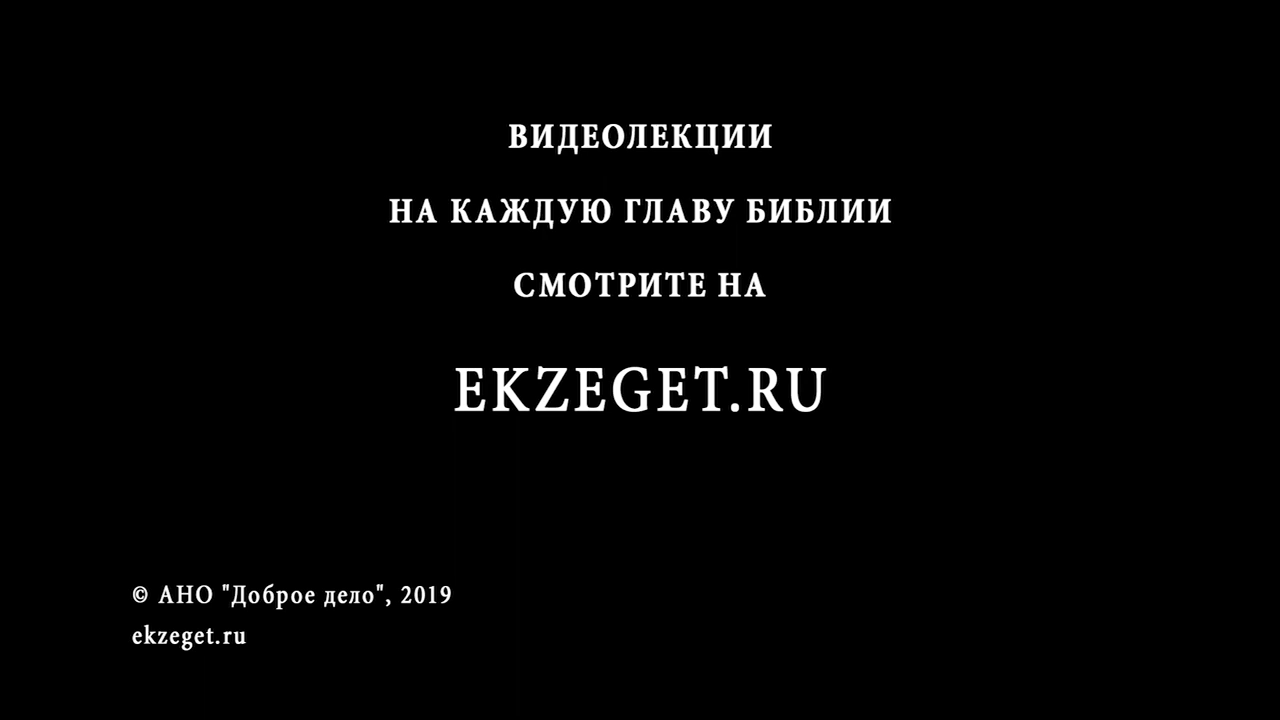 ВИДЕОЛЕКЦИИ
НА КАЖДУЮ ГЛАВУ БИБЛИИ
СМОТРИТЕ НА
EKZEGET.RU
© АНО "Доброе дело", 2019
ekzeget.ru